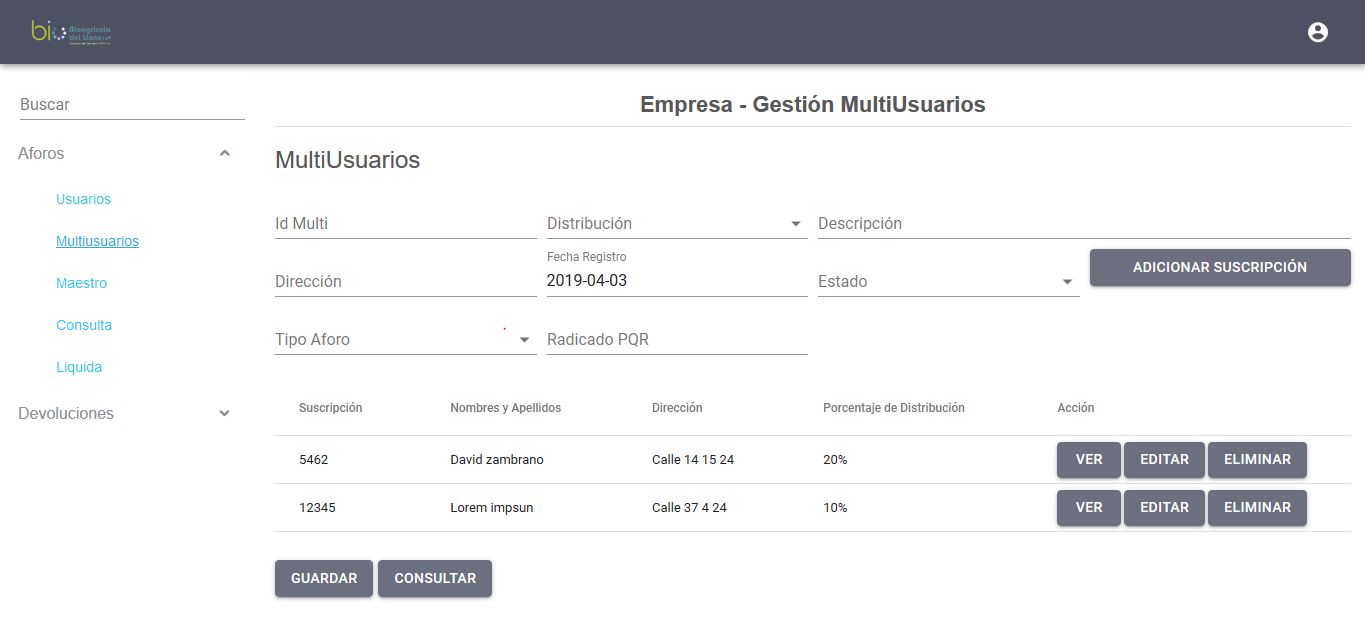 bio Bioagrícola
del Llano
Buscar
Empresa - Gestión MultiUsuarios
Aforos
MultiUsuarios
Usuarios
Multiusuarios
Maestro
Consulta
Liquida
Devoluciones
Id Multi Distribución Descripción
Fecha Registro
Dirección 2019-04-03 Estado ADICIONAR SUSCRIPCIÓN
Tipo Aforo Radicado PQR
Suscripción Nombres y Apellidos Dirección Porcentaje de Distribución Acción
5462 David zambrano Calle 14 15 24 20% VER EDITAR ELIMINAR
12345 Lorem impsun Calle 37 4 24 10% VER EDITAR ELIMINAR
GUARDAR CONSULTAR